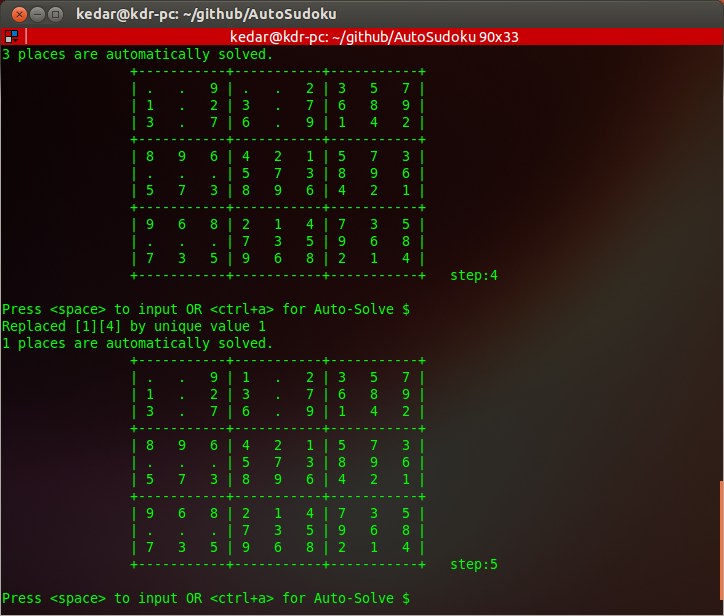 kedar@kdr-pc: ~/github/AutoSudoku
kedar@kdr-pc: ~/github/AutoSudoku 90x33
3 places are automatically solved.
+-----------+-----------+-----------+
| .   .   9 | .   .   2 | 3   5   7 |
| 1   .   2 | 3   .   7 | 6   8   9 |
| 3   .   7 | 6   .   9 | 1   4   2 |
+-----------+-----------+-----------+
| 8   9   6 | 4   2   1 | 5   7   3 |
| .   .   . | 5   7   3 | 8   9   6 |
| 5   7   3 | 8   9   6 | 4   2   1 |
+-----------+-----------+-----------+
| 9   6   8 | 2   1   4 | 7   3   5 |
| .   .   . | 7   3   5 | 9   6   8 |
| 7   3   5 | 9   6   8 | 2   1   4 |
+-----------+-----------+-----------+   step:4
Press <space> to input OR <ctrl+a> for Auto-Solve $
Replaced [1][4] by unique value 1
1 places are automatically solved.
+-----------+-----------+-----------+
| .   .   9 | 1   .   2 | 3   5   7 |
| 1   .   2 | 3   .   7 | 6   8   9 |
| 3   .   7 | 6   .   9 | 1   4   2 |
+-----------+-----------+-----------+
| 8   9   6 | 4   2   1 | 5   7   3 |
| .   .   . | 5   7   3 | 8   9   6 |
| 5   7   3 | 8   9   6 | 4   2   1 |
+-----------+-----------+-----------+
| 9   6   8 | 2   1   4 | 7   3   5 |
| .   .   . | 7   3   5 | 9   6   8 |
| 7   3   5 | 9   6   8 | 2   1   4 |
+-----------+-----------+-----------+   step:5
Press <space> to input OR <ctrl+a> for Auto-Solve $